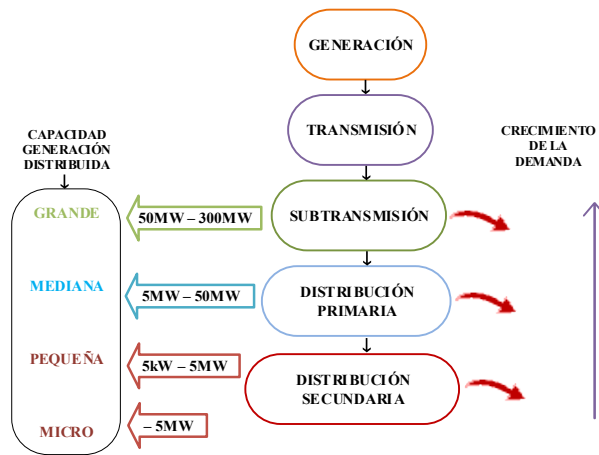 GENERACIÓN
TRANSMISIÓN
CAPACIDAD
GENERACIÓN
DISTRIBUIDA
CRECIMIENTO
DE LA
DEMANDA
GRANDE
50MW – 300MW
SUBTRANSMISIÓN
MEDIANA
5MW – 50MW
DISTRIBUCIÓN
PRIMARIA
PEQUEÑA
5kW – 5MW
DISTRIBUCIÓN
SECUNDARIA
MICRO
– 5MW